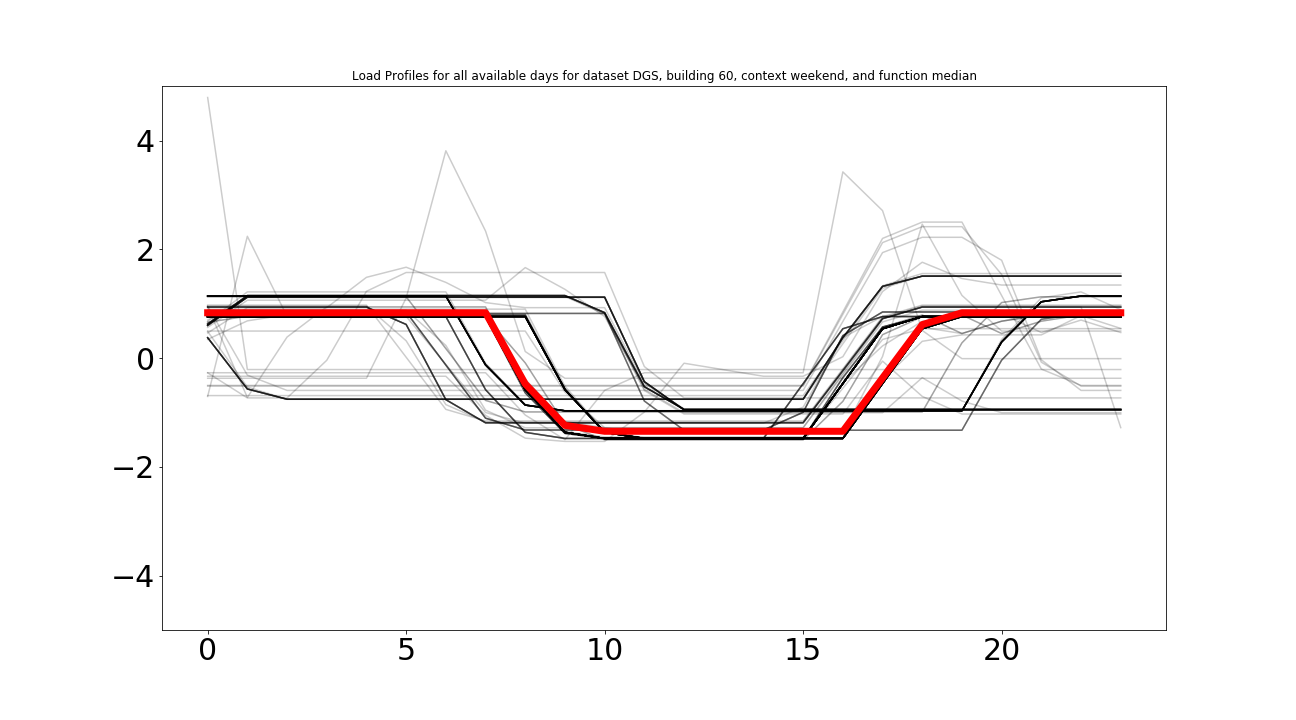 Load Profiles for all available days for dataset DGS, building 60, context weekend, and function median
4
2
0
−2
−4
0 5 10 15 20